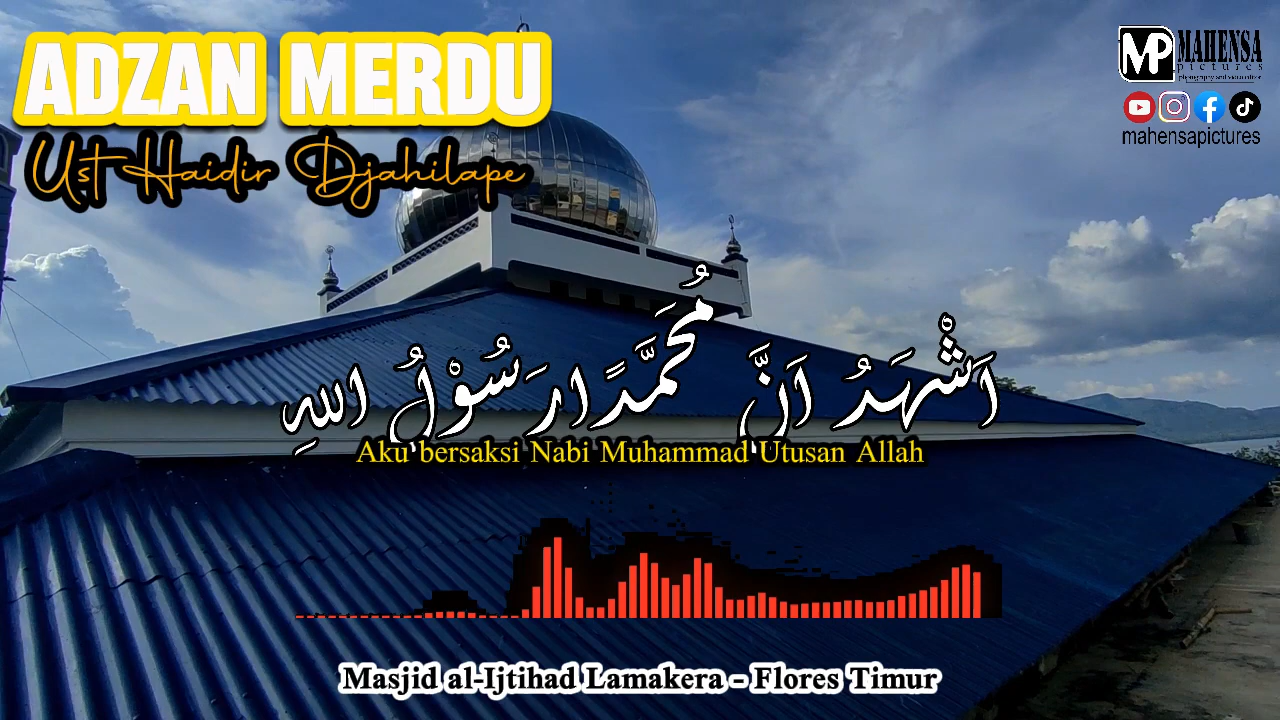 ADZAN MERDU
Ust Haidir Djahilape
MP MAHENSA
pictures
mahensapictures
اَشْهَدُ اَنَّ مُحَمَّدًا رَسُوْلُ اللهِ
Aku bersaksi Nabi Muhammad Utusan Allah
Masjid al-Ijtihad Lamakera - Flores Timur